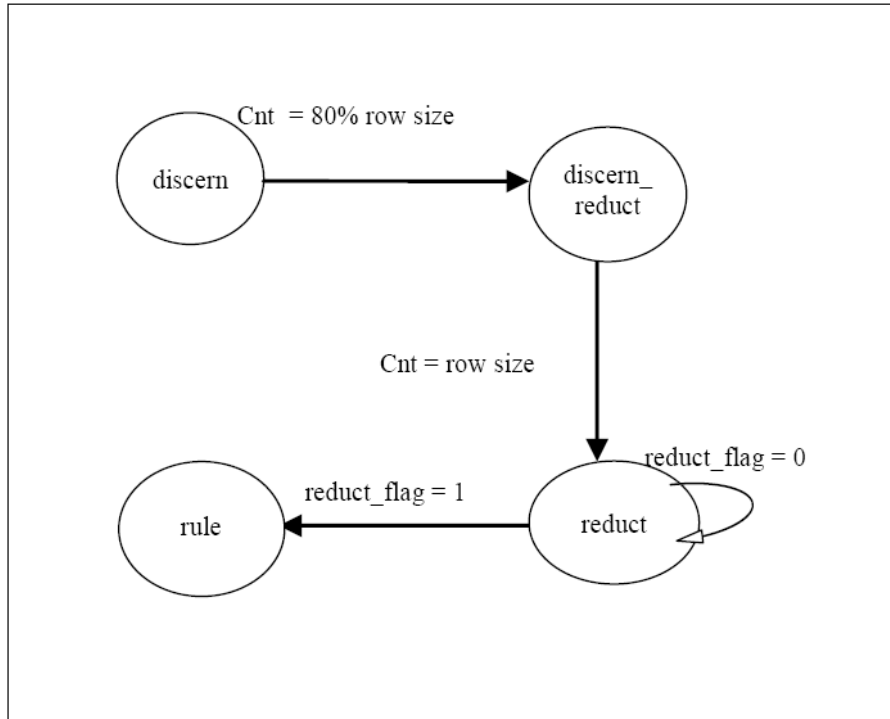 Cnt = 80% row size
discern
discern_
reduct
Cnt = row size
reduct_flag = 0
reduct_flag = 1
rule
reduct